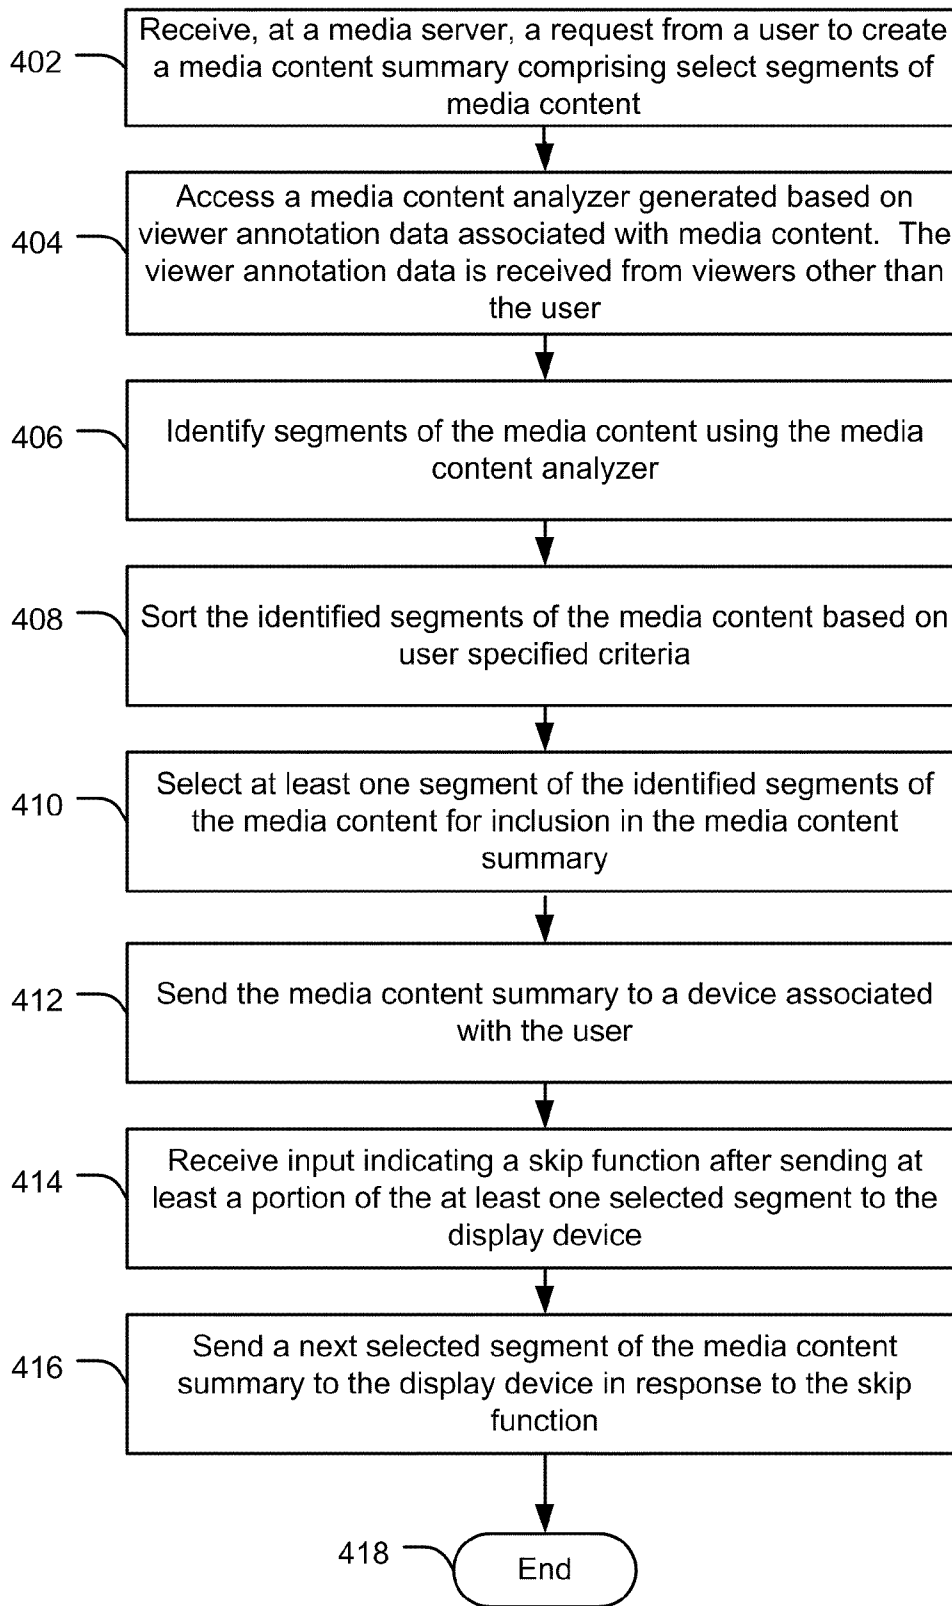 402
Receive, at a media server, a request from a user to create
a media content summary comprising select segments of
media content
404
Access a media content analyzer generated based on
viewer annotation data associated with media content.  The
viewer annotation data is received from viewers other than
the user
406
Identify segments of the media content using the media
content analyzer
408
Sort the identified segments of the media content based on
user specified criteria
410
Select at least one segment of the identified segments of
the media content for inclusion in the media content
summary
412
Send the media content summary to a device associated
with the user
414
Receive input indicating a skip function after sending at
least a portion of the at least one selected segment to the
display device
416
Send a next selected segment of the media content
summary to the display device in response to the skip
function
418
End